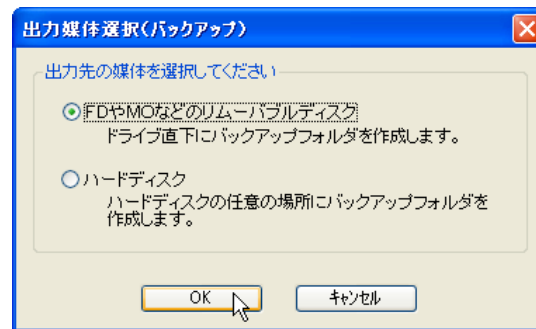 出力媒体選択(バックアップ)
出力先の媒体を選択してください
FDやMOなどのリムーバブルディスク
ドライブ直下にバックアップフォルダを作成します。
ハードディスク
ハードディスクの任意の場所にバックアップフォルダを
作成します。
OK
キャンセル